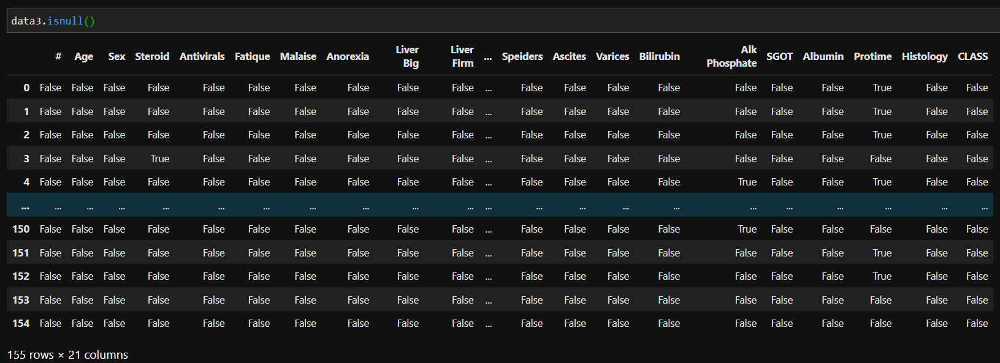 data3.isnull()
# Age Sex Steroid Antivirals Fatique Malaise Anorexia Liver Big Liver Firm ... Speiders Ascites Varices Bilirubin Alk Phosphate SGOT Albumin Protime Histology CLASS
0 False False False False False False False False False False ... False False False False False False False True False False
1 False False False False False False False False False False ... False False False False False False False True False False
2 False False False False False False False False False False ... False False False False False False False True False False
3 False False False True False False False False False False ... False False False False False False False False False False
4 False False False False False False False False False False ... False False False False True False False True False False
... ... ... ... ... ... ... ... ... ... ... ... ... ... ... ... ... ... ... ... ... ...
150 False False False False False False False False False False ... False False False False True False False False False False
151 False False False False False False False False False False ... False False False False False False False True False False
152 False False False False False False False False False False ... False False False False False False False True False False
153 False False False False False False False False False False ... False False False False False False False False False False
154 False False False False False False False False False False ... False False False False False False False False False False
155 rows × 21 columns